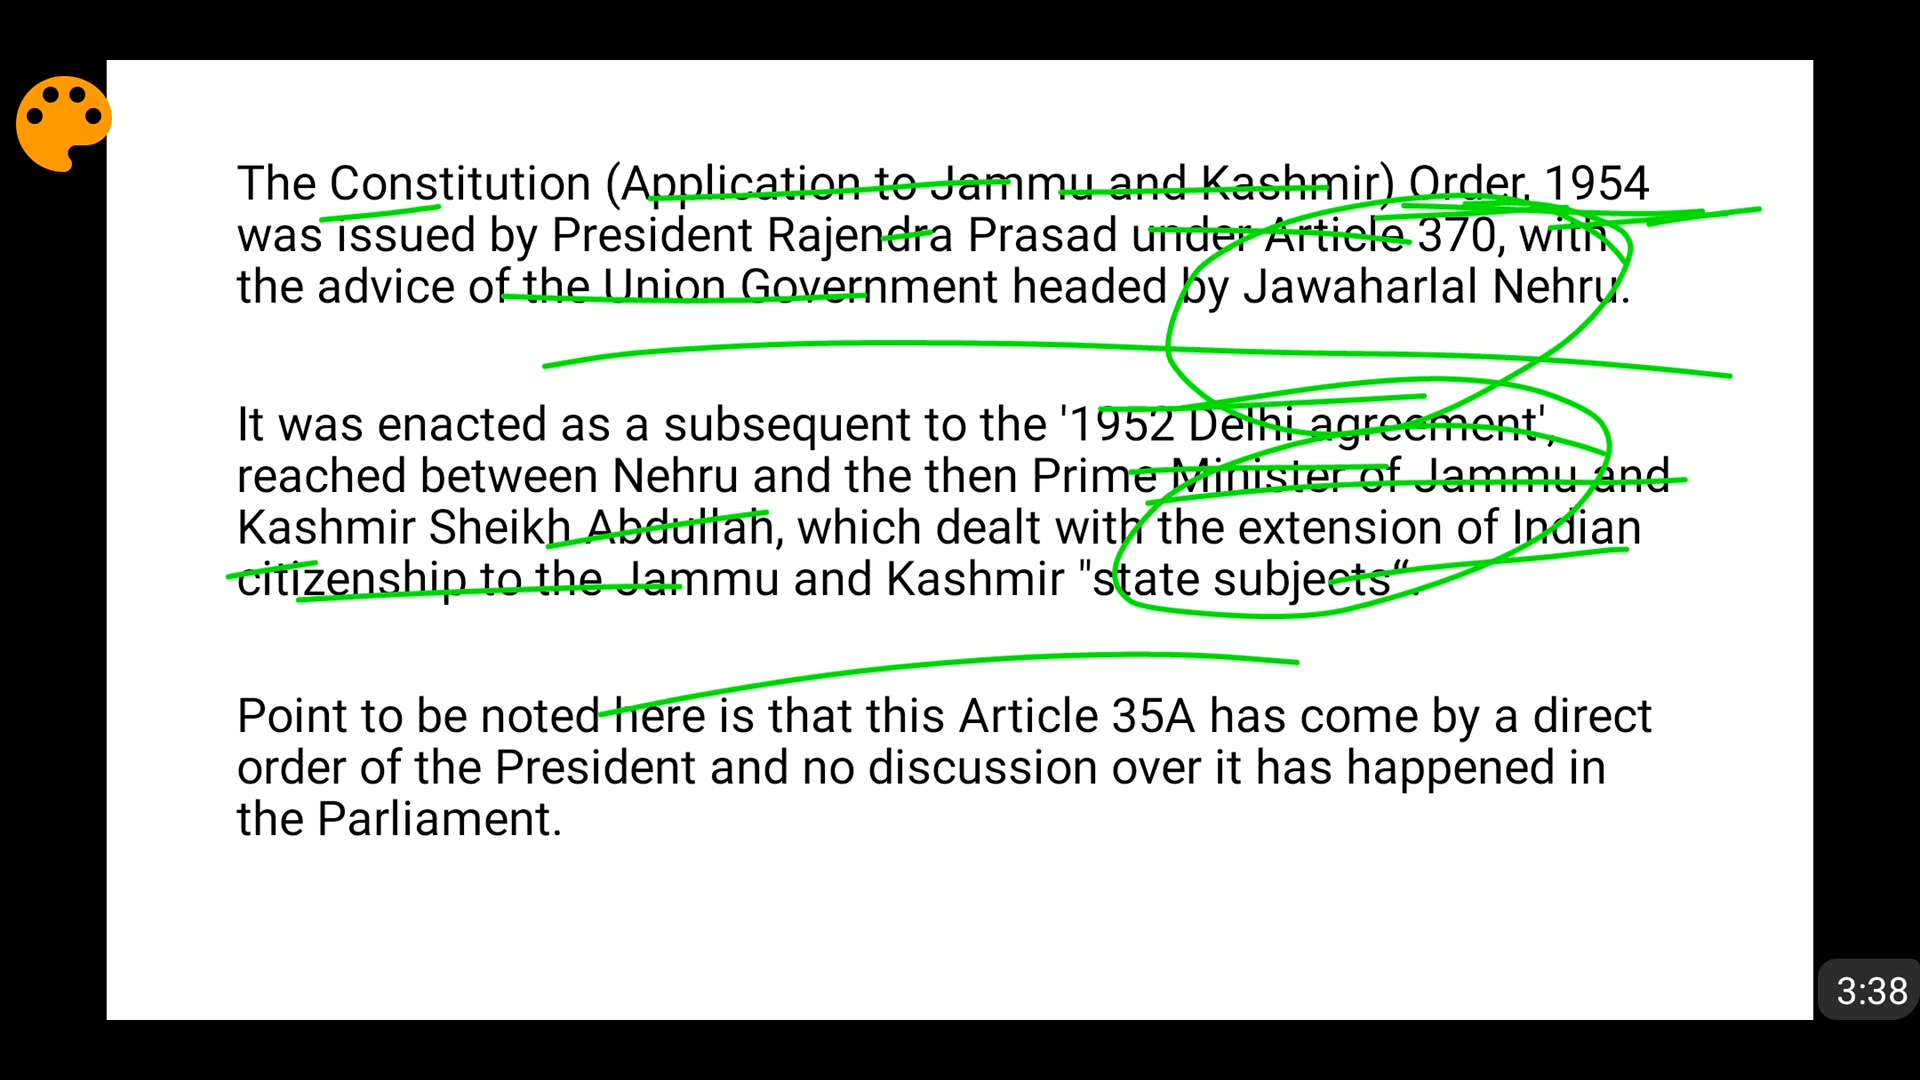 The Constitution (Application to Jammu and Kashmir) Order, 1954
was issued by President Rajendra Prasad under Article 370, with
the advice of the Union Government headed by Jawaharlal Nehru.
It was enacted as a subsequent to the '1952 Delhi agreement',
reached between Nehru and the then Prime Minister of Jammu and
Kashmir Sheikh Abdullah, which dealt with the extension of Indian
citizenship to the Jammu and Kashmir "state subjects“.
Point to be noted here is that this Article 35A has come by a direct
order of the President and no discussion over it has happened in
the Parliament.
3:38